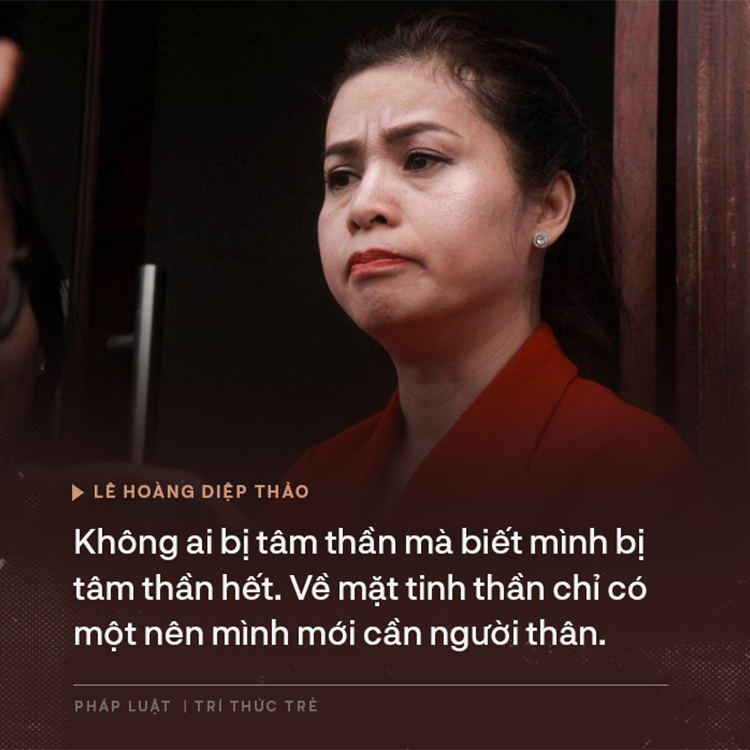 LÊ HOÀNG DIỆP THẢO
Không ai bị tâm thần mà biết mình bị
tâm thần hết. Về mặt tinh thần chỉ có
một nên mình mới cần người thân.
PHÁP LUẬT | TRÍ THỨC TRẺ